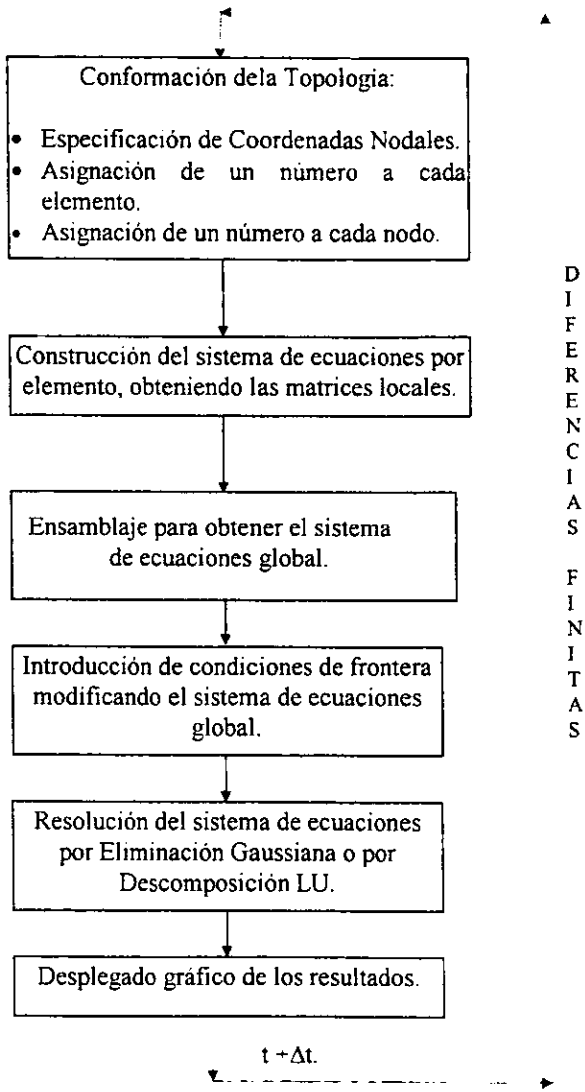 Conformación dela Topologia:
• Especificación de Coordenadas Nodales.
• Asignación de un número a cada
elemento.
• Asignación de un número a cada nodo.
Construcción del sistema de ecuaciones por
elemento, obteniendo las matrices locales.
Ensamblaje para obtener el sistema
de ecuaciones global.
Introducción de condiciones de frontera
modificando el sistema de ecuaciones
global.
Resolución del sistema de ecuaciones
por Eliminación Gaussiana o por
Descomposición LU.
Desplegado gráfico de los resultados.
t +Δt.
DIFERENCIAS FINITAS